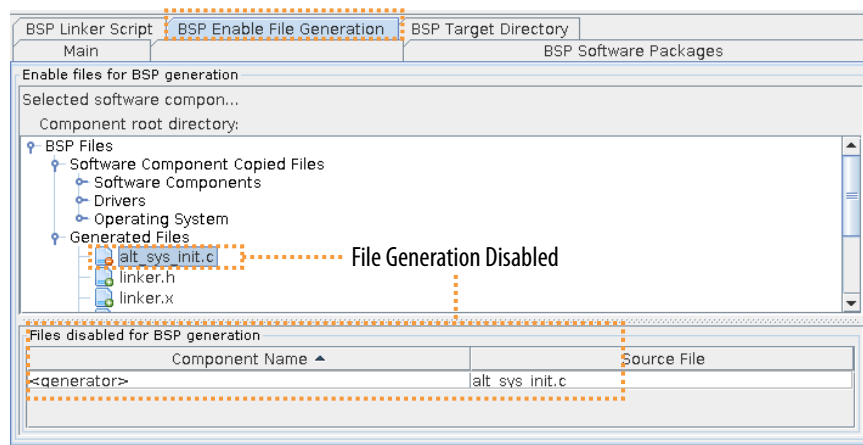 BSP Linker Script BSP Enable File Generation BSP Target Directory
Main BSP Software Packages
Enable files for BSP generation
Selected software compon...
Component root directory:
BSP Files
Software Component Copied Files
Software Components
Drivers
Operating System
Generated Files
alt_sys_init.c File Generation Disabled
linker.h
linker.x
Files disabled for BSP generation
Component Name Source File
<generator> alt_sys_init.c